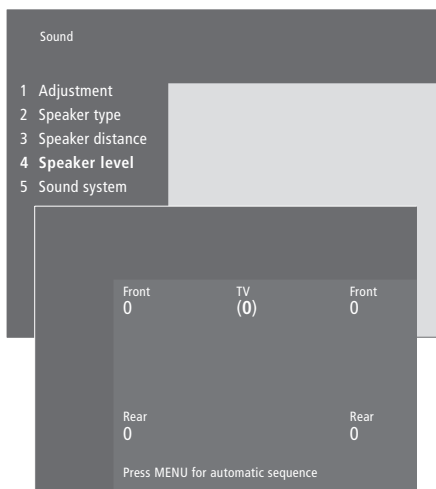 Sound
1 Adjustment
2 Speaker type
3 Speaker distance
4 Speaker level
5 Sound system
Front TV Front
0 (0) 0
Rear Rear
0 0
Press MENU for automatic sequence